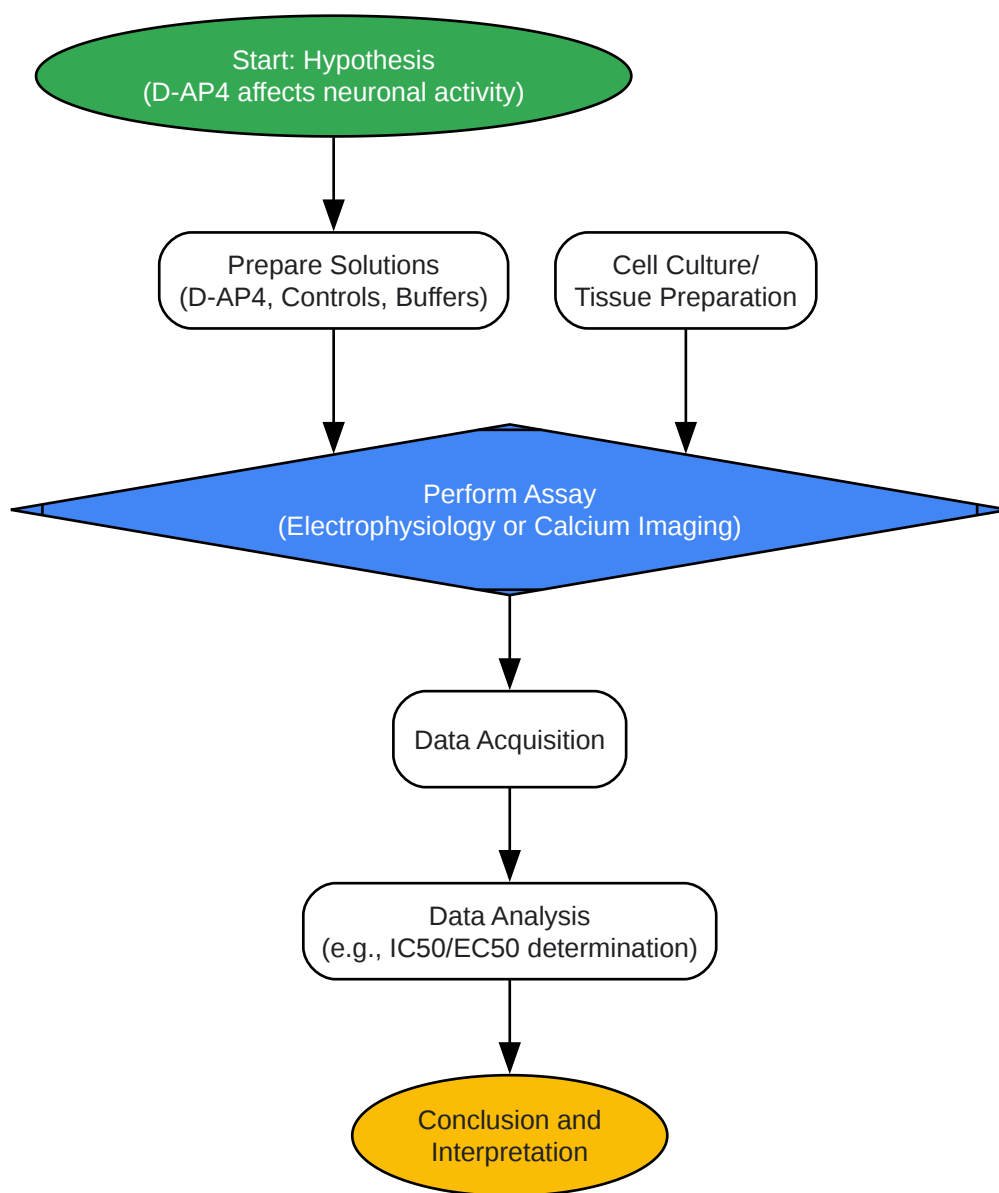 Start: Hypothesis
(D-AP4 affects neuronal activity)
Prepare Solutions
(D-AP4, Controls, Buffers)
Cell Culture/
Tissue Preparation
Perform Assay
(Electrophysiology or Calcium Imaging)
Data Acquisition
Data Analysis
(e.g., IC50/EC50 determination)
Conclusion and
Interpretation